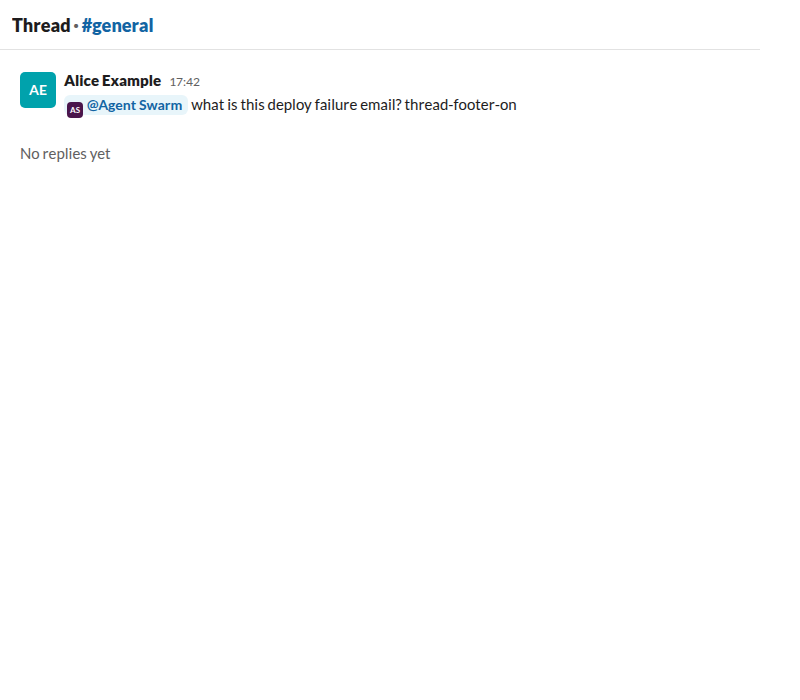 Thread • #general
AE
Alice Example 17:42
AS @Agent Swarm what is this deploy failure email? thread-footer-on
No replies yet